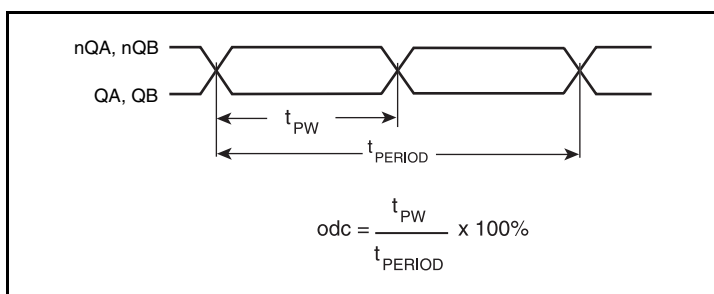 nQA, nQB
QA, QB
tPW
tPERIOD
odc = tPW / tPERIOD x 100%